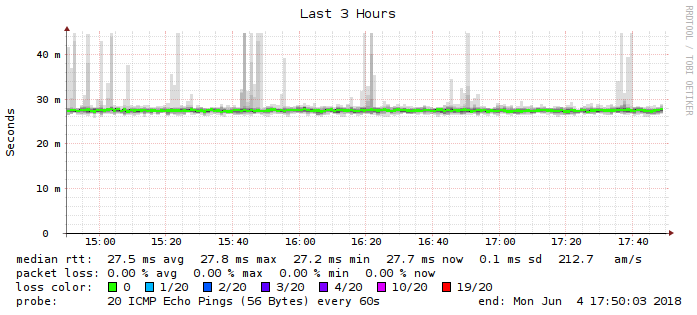 Last 3 Hours
RRDTOOL / TOBI OETIKER
Seconds
40 m
30 m
20 m
10 m
0
15:00 15:20 15:40 16:00 16:20 16:40 17:00 17:20 17:40
median rtt: 27.5 ms avg 27.8 ms max 27.2 ms min 27.7 ms now 0.1 ms sd 212.7 am/s
packet loss: 0.00 % avg 0.00 % max 0.00 % min 0.00 % now
loss color: 0 1/20 2/20 3/20 4/20 10/20 19/20
probe: 20 ICMP Echo Pings (56 Bytes) every 60s end: Mon Jun 4 17:50:03 2018